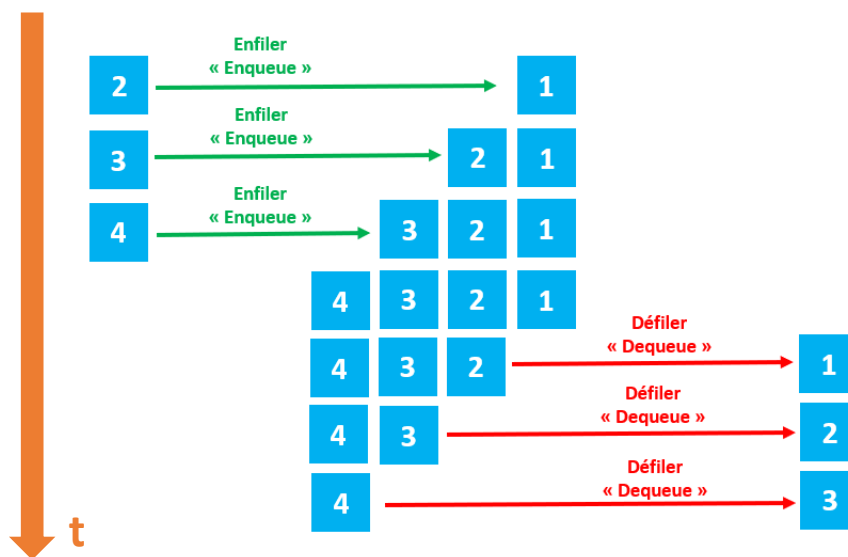 Enfiler
« Enqueue »
2 1
Enfiler
« Enqueue »
3 2 1
Enfiler
« Enqueue »
4 3 2 1
4 3 2 1
Défiler
« Dequeue »
4 3 2 1
Défiler
« Dequeue »
4 3 2
Défiler
« Dequeue »
4 3
t